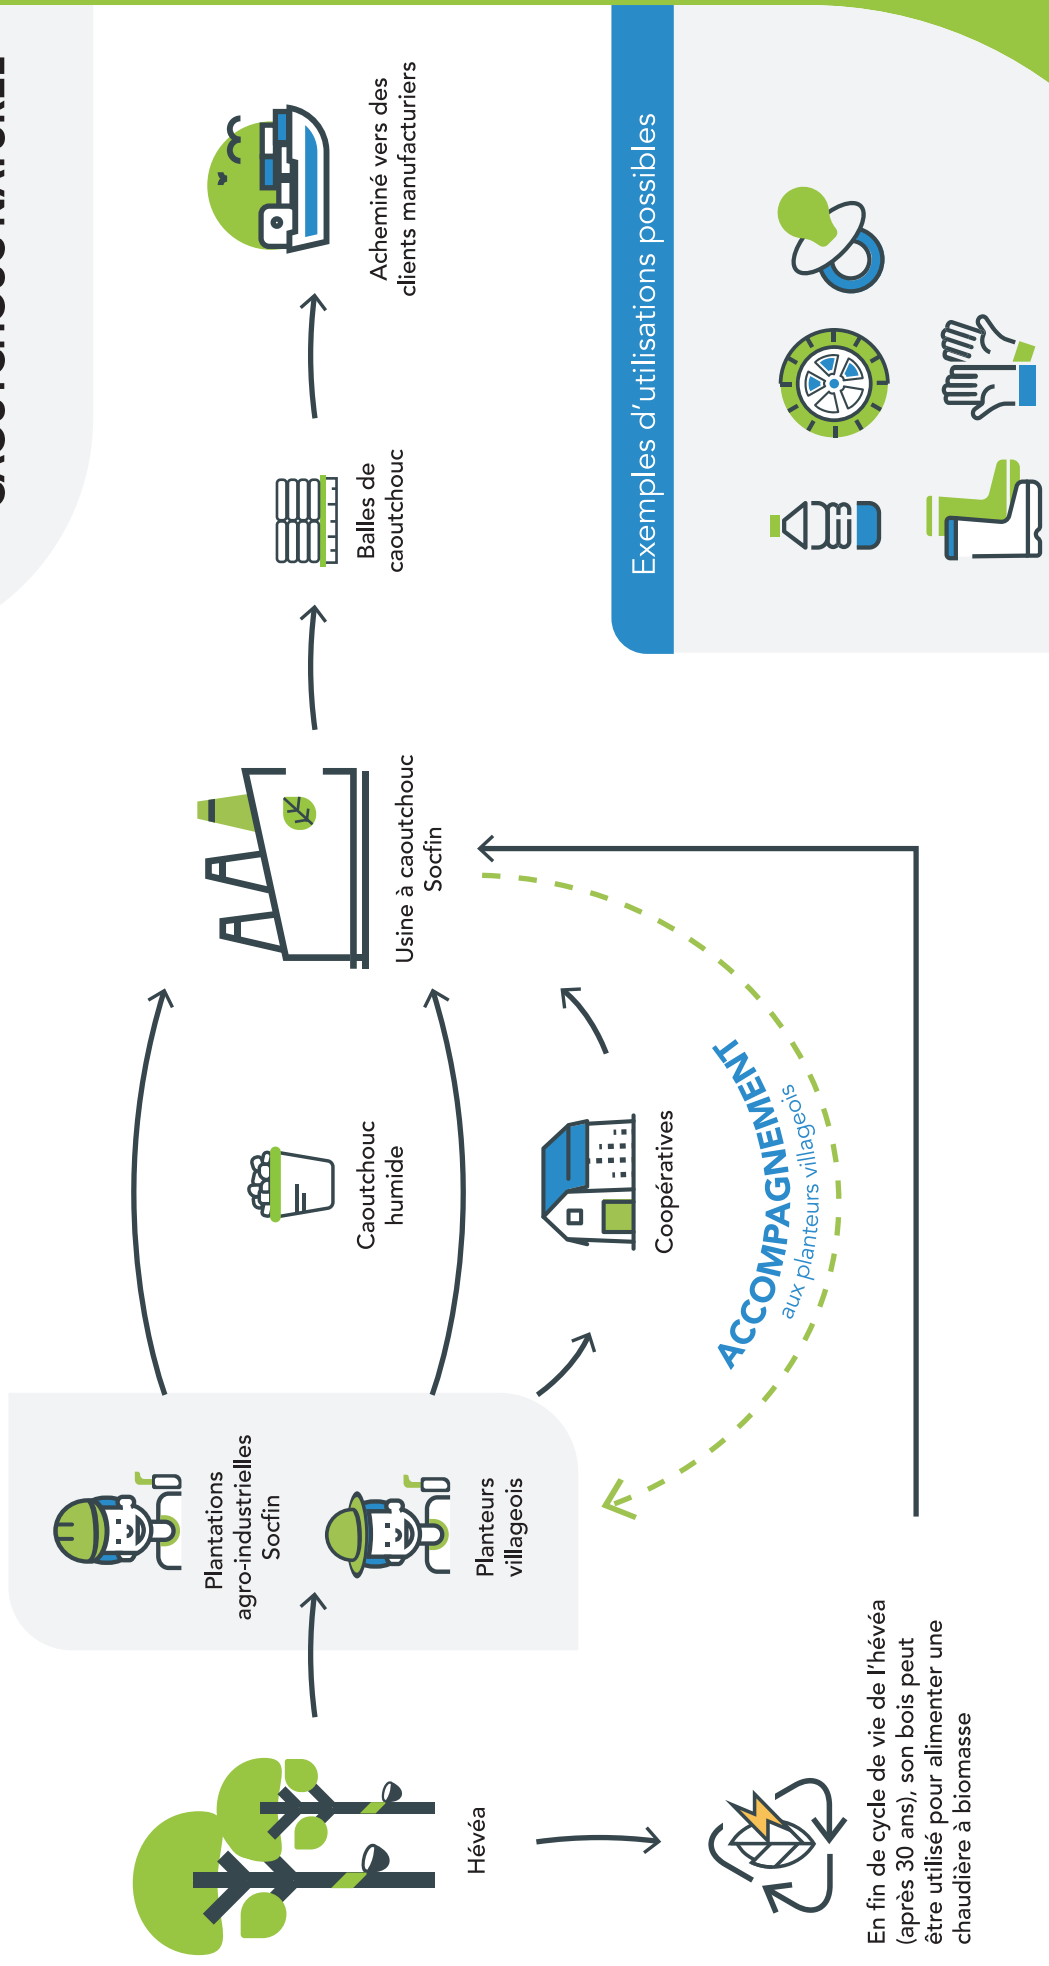 CAOUTCHOUC NATUREL
Hévéa
Plantations
agro-industrielles
Socfin
Planteurs
villageois
Caoutchouc
humide
Coopératives
Usine à caoutchouc
Socfin
Balles de
caoutchouc
Acheminé vers des
clients manufacturiers
ACCOMPAGNEMENT
aux planteurs villageois
En fin de cycle de vie de l'hévéa
(après 30 ans), son bois peut
être utilisé pour alimenter une
chaudière à biomasse
Exemples d'utilisations possibles